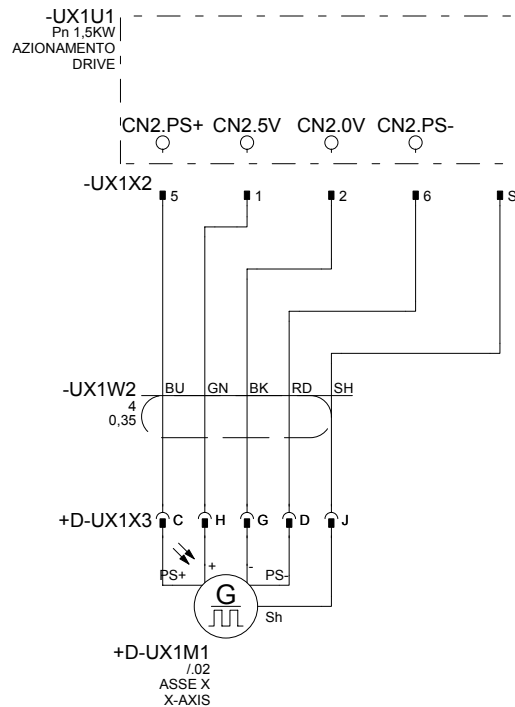 -UX1U1
Pn 1,5KW
AZIONAMENTO
DRIVE
CN2.PS+ CN2.5V CN2.0V CN2.PS-
-UX1X2
5 1 2 6 S
-UX1W2 BU GN BK RD SH
4
0,35
+D-UX1X3 C H G D J
PS+ + - PS-
G
Sh
+D-UX1M1
/.02
ASSE X
X-AXIS